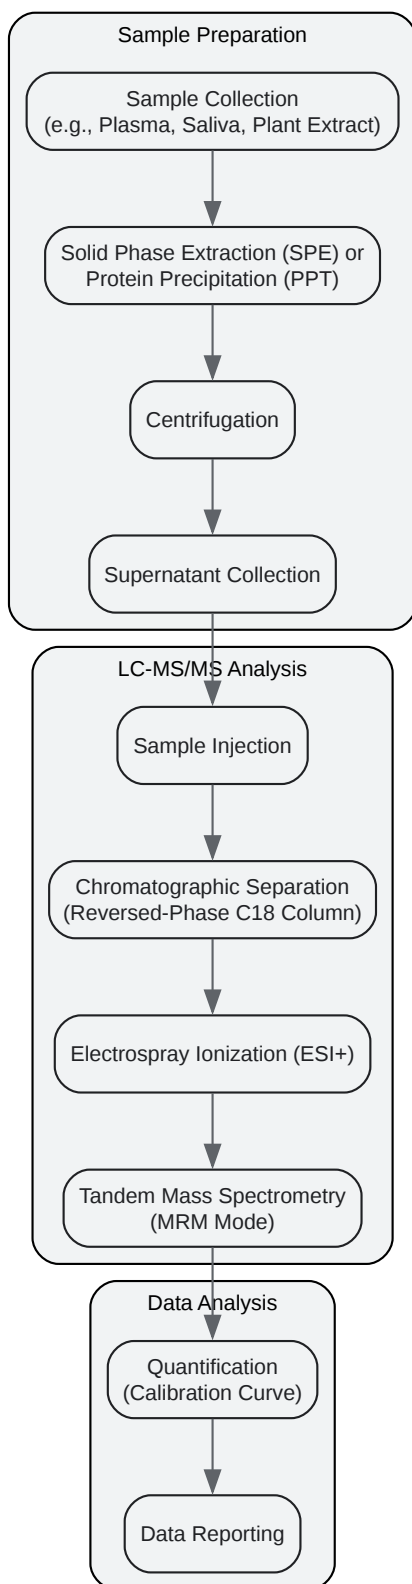 Sample Preparation
Sample Collection
(e.g., Plasma, Saliva, Plant Extract)
Solid Phase Extraction (SPE) or
Protein Precipitation (PPT)
Centrifugation
Supernatant Collection
LC-MS/MS Analysis
Sample Injection
Chromatographic Separation
(Reversed-Phase C18 Column)
Electrospray Ionization (ESI+)
Tandem Mass Spectrometry
(MRM Mode)
Data Analysis
Quantification
(Calibration Curve)
Data Reporting